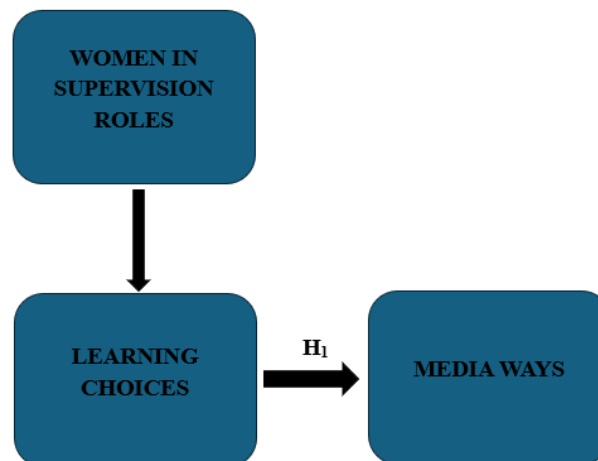 WOMEN IN
SUPERVISION
ROLES
LEARNING
CHOICES
H₁
MEDIA WAYS